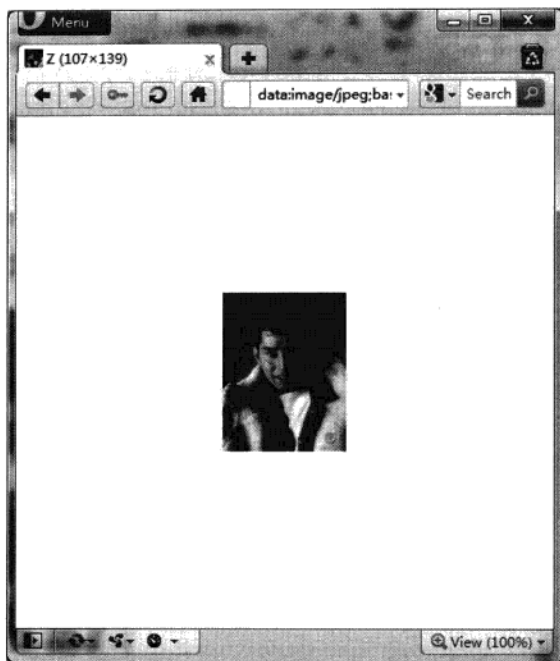 Menu
Z (107×139)
data:image/jpeg;ba
Search
View (100%)